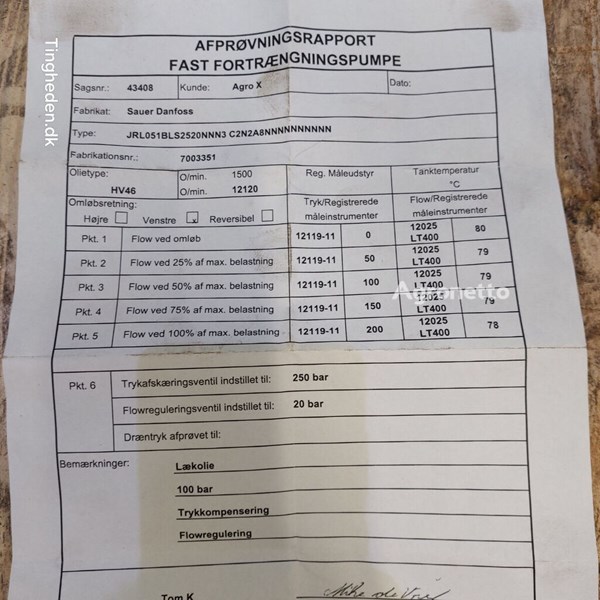 Tingheden.dk
AFPRØVNINGSRAPPORT
FAST FORTRÆNGNINGSPUMPE
Sagsnr.: 43408 Kunde: Agro X Dato:
Fabrikat: Sauer Danfoss
Type: JRL051BLS2520NNN3 C2N2A8NNNNNNNNNN
Fabrikationsnr.: 7003351
Olietype: O/min. 1500 Reg. Måleudstyr Tanktemperatur
HV46 O/min. 12120 °C
Omløbsretning: Tryk/Registrerede Flow/Registrerede
Højre Venstre x Reversibel måleinstrumenter måleinstrumenter
Pkt. 1 Flow ved omløb 12119-11 0 12025 LT400 80
Pkt. 2 Flow ved 25% af max. belastning 12119-11 50 12025 LT400 79
Pkt. 3 Flow ved 50% af max. belastning 12119-11 100 12025 LT400 79
Agronetto
Pkt. 4 Flow ved 75% af max. belastning 12119-11 150 12025 LT400 79
Pkt. 5 Flow ved 100% af max. belastning 12119-11 200 12025 LT400 78
Pkt. 6 Trykafskæringsventil indstillet til: 250 bar
Flowreguleringsventil indstillet til: 20 bar
Dræntryk afprøvet til:
Bemærkninger: Lækolie
100 bar
Trykkompensering
Flowregulering
Tom K